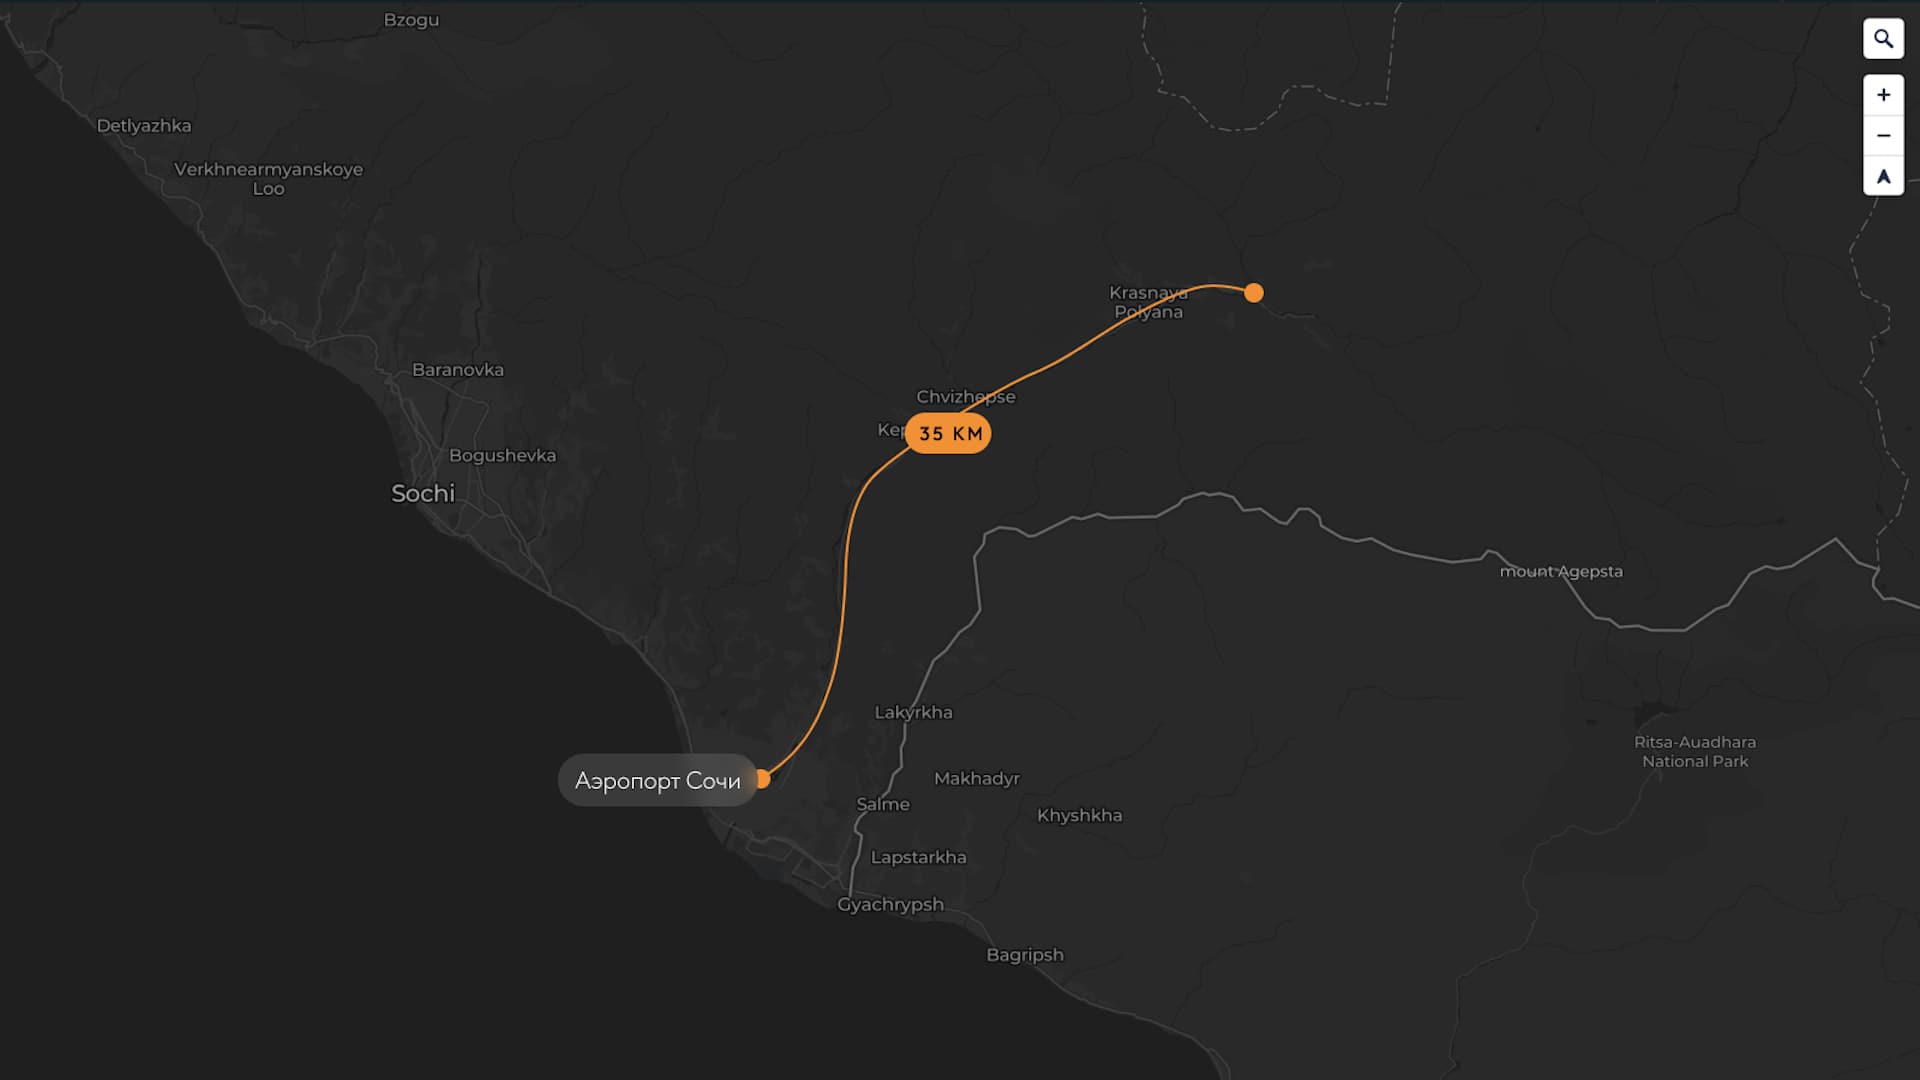 Bzogu
Detlyazhka
Verkhnearmyanskoye
Loo
Krasnaya
Polyana
Baranovka
Chvizhepse
35 KM
Bogushevka
Sochi
mount Agepsta
Lakyrkha
Ritsa-Auadhara
National Park
Аэропорт Сочи
Makhadyr
Salme
Khyshkha
Lapstarkha
Gyachrypsh
Bagripsh